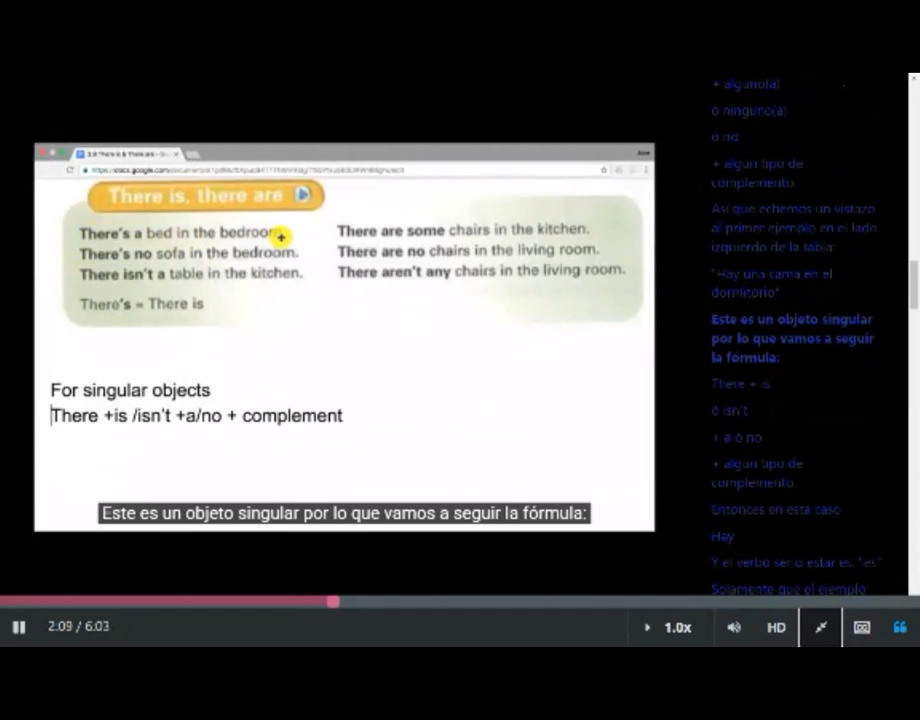 There is, there are
There's a bed in the bedroom
There's no sofa in the bedroom.
There isn't a table in the kitchen.
There's = There is
There are some chairs in the kitchen.
There are no chairs in the living room.
There aren't any chairs in the living room.
For singular objects
There +is /isn't +a/no + complement
Este es un objeto singular por lo que vamos a seguir la fórmula:
+ alguno(a)
ó ninguno(a)
ó no
+ algún tipo de
complemento.
Así que echemos un vistazo
al primer ejemplo en el lado
izquierdo de la tabla:
"Hay una cama en el
dormitorio"
Este es un objeto singular
por lo que vamos a seguir
la fórmula:
There + is
ó isn't
+ a ó no
+ algún tipo de
complemento.
Entonces en este caso
Hay
Y el verbo ser o estar es, "es"
Solamente que el ejemplo
2:09 / 6:03
1.0x
HD
CC